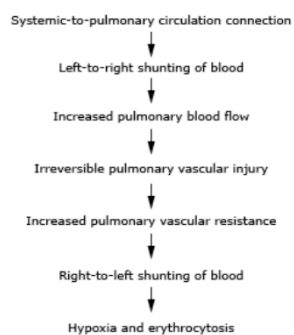 Systemic-to-pulmonary circulation connection
Left-to-right shunting of blood
Increased pulmonary blood flow
Irreversible pulmonary vascular injury
Increased pulmonary vascular resistance
Right-to-left shunting of blood
Hypoxia and erythrocytosis